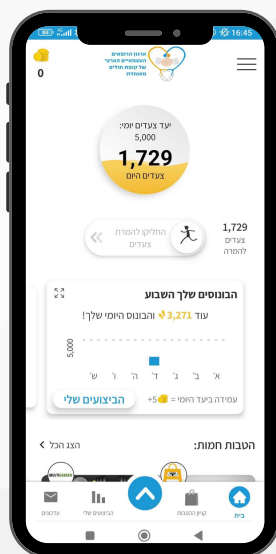 16:45
ארגון הרופאים
העצמאיים הארצי
של קופת חולים
מאוחדת
0
יעד צעדים יומי:
5,000
1,729
צעדים היום
1,729
צעדים
להמרה
החליקו להמרת
צעדים
הבונוסים שלך השבוע
עוד 3,271 והבונוס היומי שלך!
5,000
א' ב' ג' ד' ה' ו' ש'
עמידה ביעד היומי = 5+
הביצועים שלי
הטבות חמות:
הצג הכל
בית
קניון ההטבות
הביצועים שלי
עדכונים